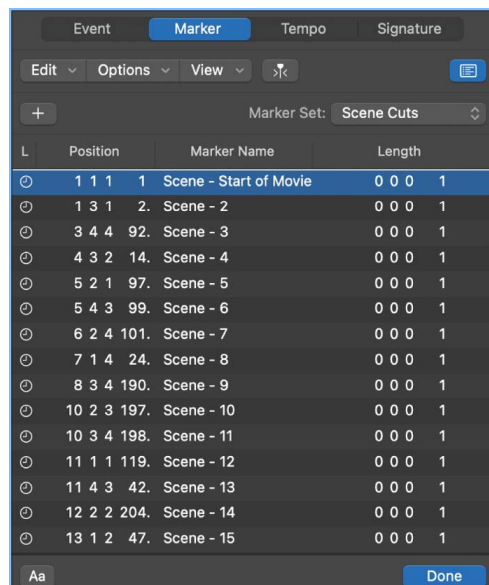 Event Marker Tempo Signature
Edit Options View
Marker Set: Scene Cuts
L Position Marker Name Length
1 1 1 1 Scene - Start of Movie 0 0 0 1
1 3 1 2. Scene - 2 0 0 0 1
3 4 4 92. Scene - 3 0 0 0 1
4 3 2 14. Scene - 4 0 0 0 1
5 2 1 97. Scene - 5 0 0 0 1
5 4 3 99. Scene - 6 0 0 0 1
6 2 4 101. Scene - 7 0 0 0 1
7 1 4 24. Scene - 8 0 0 0 1
8 3 4 190. Scene - 9 0 0 0 1
10 2 3 197. Scene - 10 0 0 0 1
10 3 4 198. Scene - 11 0 0 0 1
11 1 1 119. Scene - 12 0 0 0 1
11 4 3 42. Scene - 13 0 0 0 1
12 2 2 204. Scene - 14 0 0 0 1
13 1 2 47. Scene - 15 0 0 0 1
Aa Done